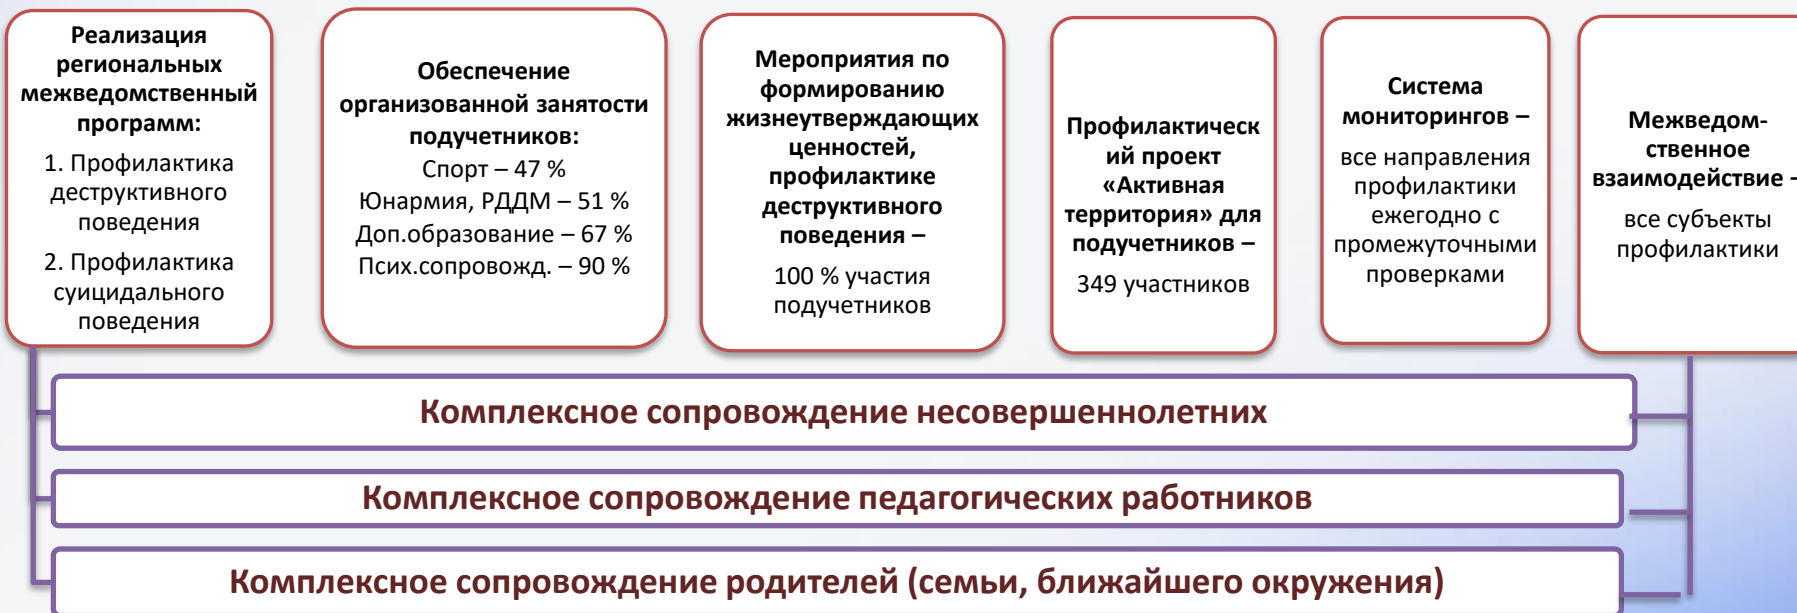 Реализация
региональных
межведомственный
программ:
1. Профилактика
деструктивного
поведения
2. Профилактика
суицидального
поведения
Обеспечение
организованной занятости
подучетников:
Спорт – 47 %
Юнармия, РДДМ – 51 %
Доп.образование – 67 %
Псих.сопровожд. – 90 %
Мероприятия по
формированию
жизнеутверждающих
ценностей,
профилактике
деструктивного
поведения –
100 % участия
подучетников
Профилактическ
ий проект
«Активная
территория» для
подучетников –
349 участников
Система
мониторингов –
все направления
профилактики
ежегодно с
промежуточными
проверками
Межведом-
ственное
взаимодействие –
все субъекты
профилактики
Комплексное сопровождение несовершеннолетних
Комплексное сопровождение педагогических работников
Комплексное сопровождение родителей (семьи, ближайшего окружения)